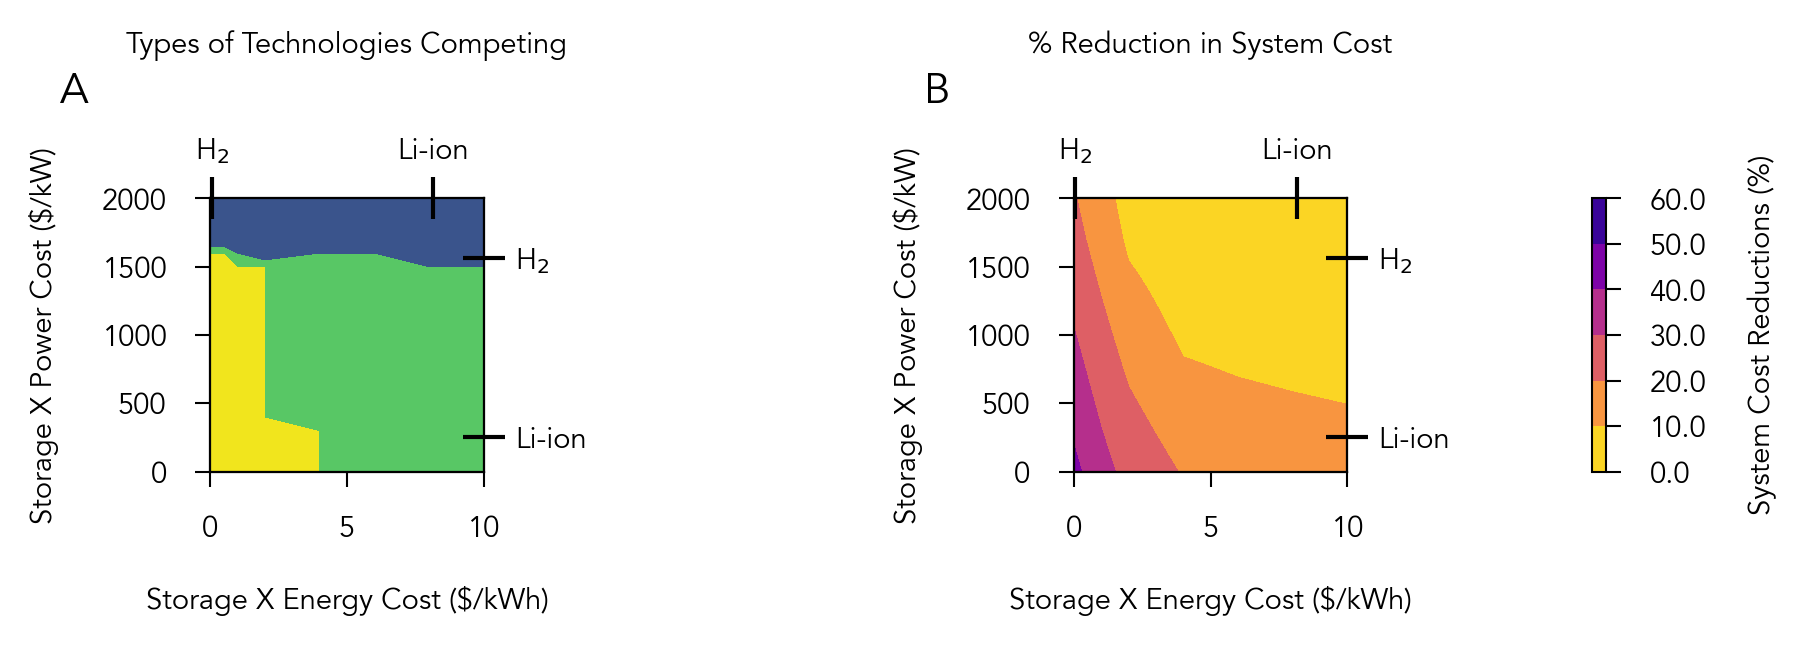 Types of Technologies Competing
A
H₂
Li-ion
Storage X Power Cost ($/kW)
2000
1500
1000
500
0
H₂
Li-ion
0
5
10
Storage X Energy Cost ($/kWh)
% Reduction in System Cost
B
H₂
Li-ion
Storage X Power Cost ($/kW)
2000
1500
1000
500
0
H₂
Li-ion
0
5
10
Storage X Energy Cost ($/kWh)
60.0
50.0
40.0
30.0
20.0
10.0
0.0
System Cost Reductions (%)